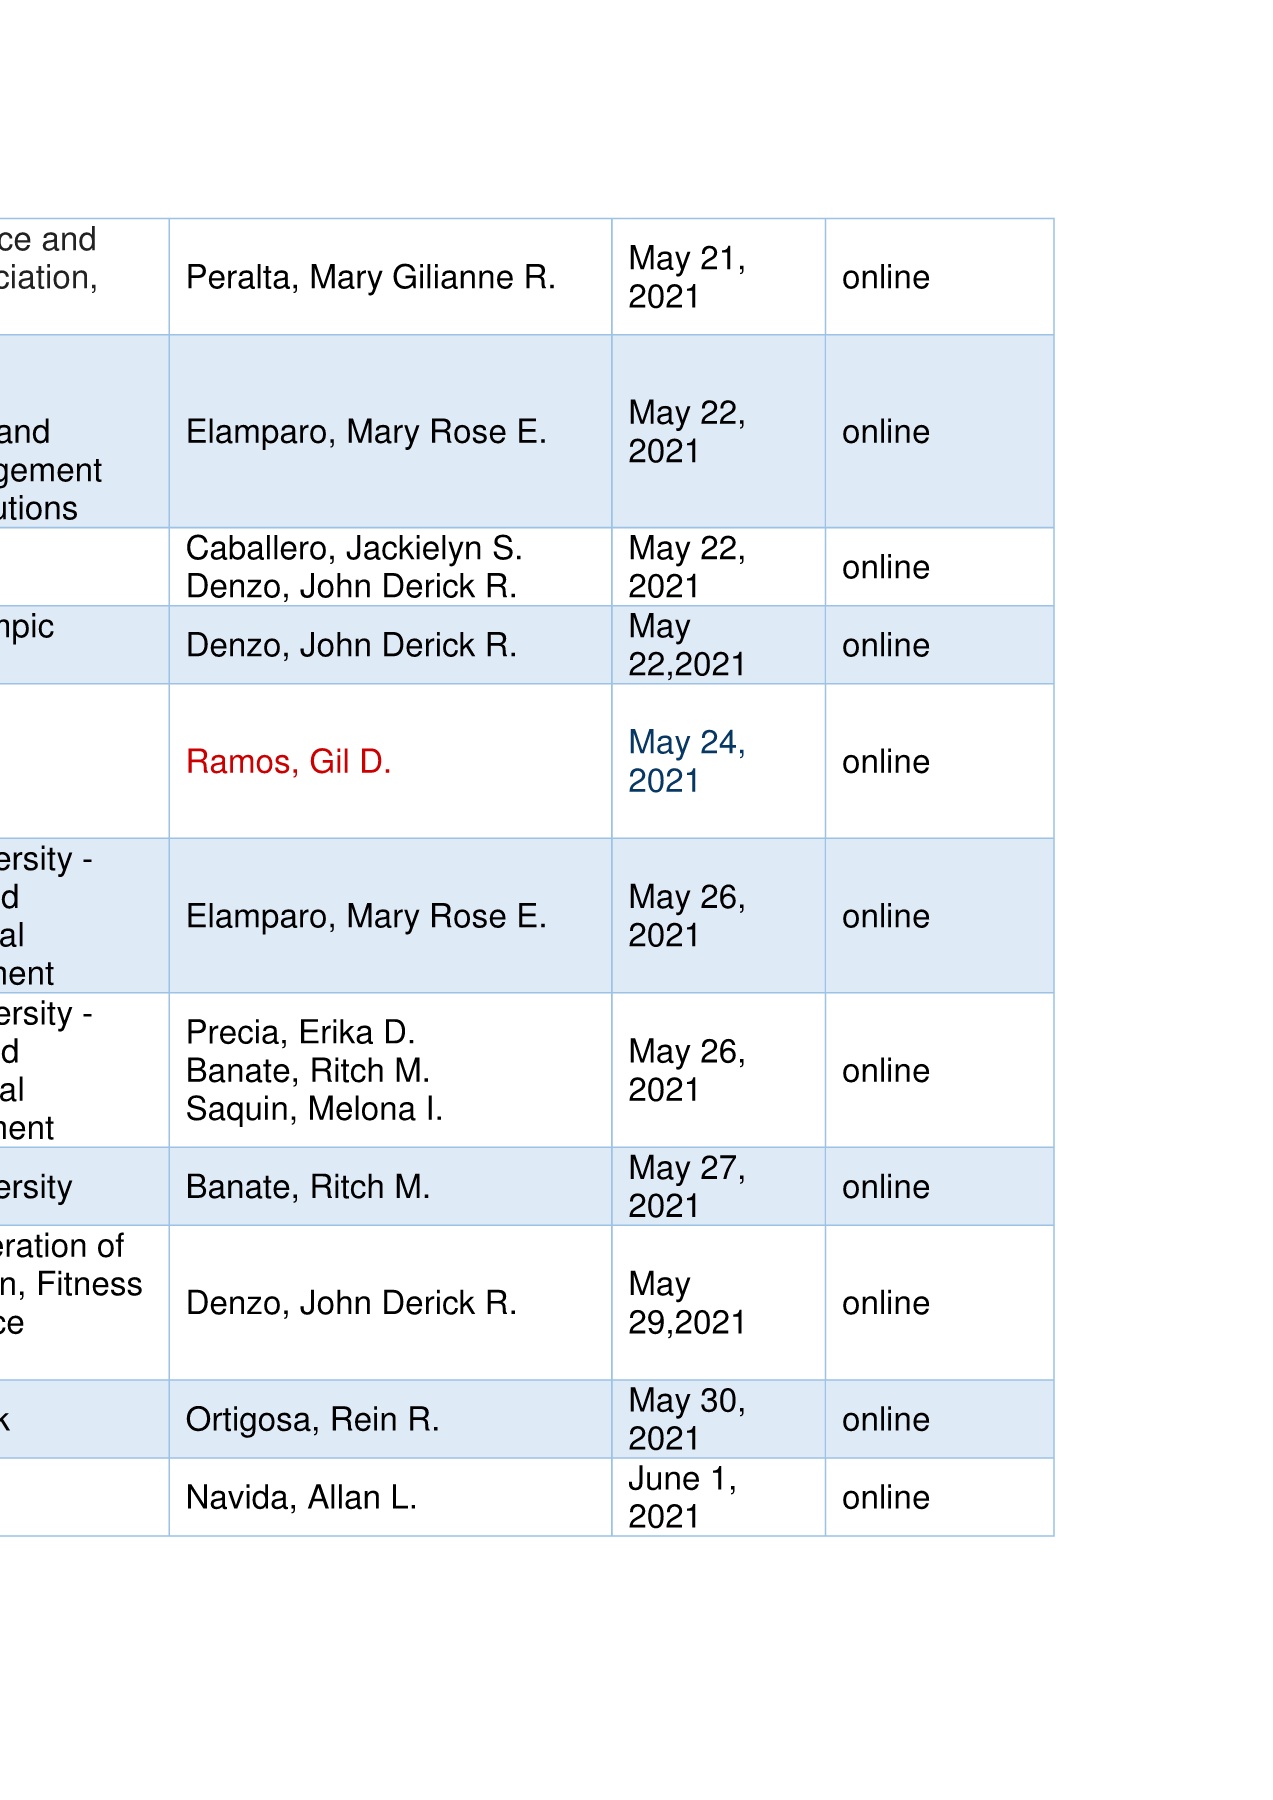 ce and
ciation,
Peralta, Mary Gilianne R.
May 21,
2021
online
and
gement
utions
Elamparo, Mary Rose E.
May 22,
2021
online
Caballero, Jackielyn S.
Denzo, John Derick R.
May 22,
2021
online
mpic
Denzo, John Derick R.
May
22,2021
online
Ramos, Gil D.
May 24,
2021
online
ersity -
d
al
ment
Elamparo, Mary Rose E.
May 26,
2021
online
ersity -
d
al
ment
Precia, Erika D.
Banate, Ritch M.
Saquin, Melona I.
May 26,
2021
online
ersity
Banate, Ritch M.
May 27,
2021
online
eration of
n, Fitness
ce
Denzo, John Derick R.
May
29,2021
online
k
Ortigosa, Rein R.
May 30,
2021
online
Navida, Allan L.
June 1,
2021
online